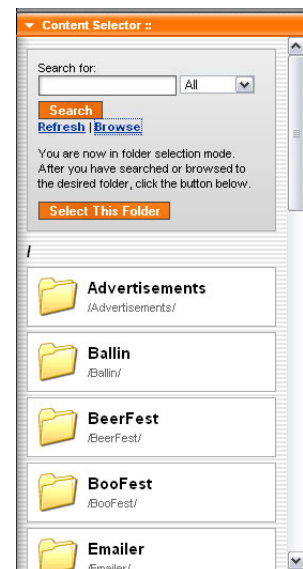 Content Selector ::
Search for:
All
Search
Refresh | Browse
You are now in folder selection mode.
After you have searched or browsed to
the desired folder, click the button below.
Select This Folder
/
Advertisements
/Advertisements/
Ballin
/Ballin/
BeerFest
/BeerFest/
BooFest
/BooFest/
Emailer
/Emailer/